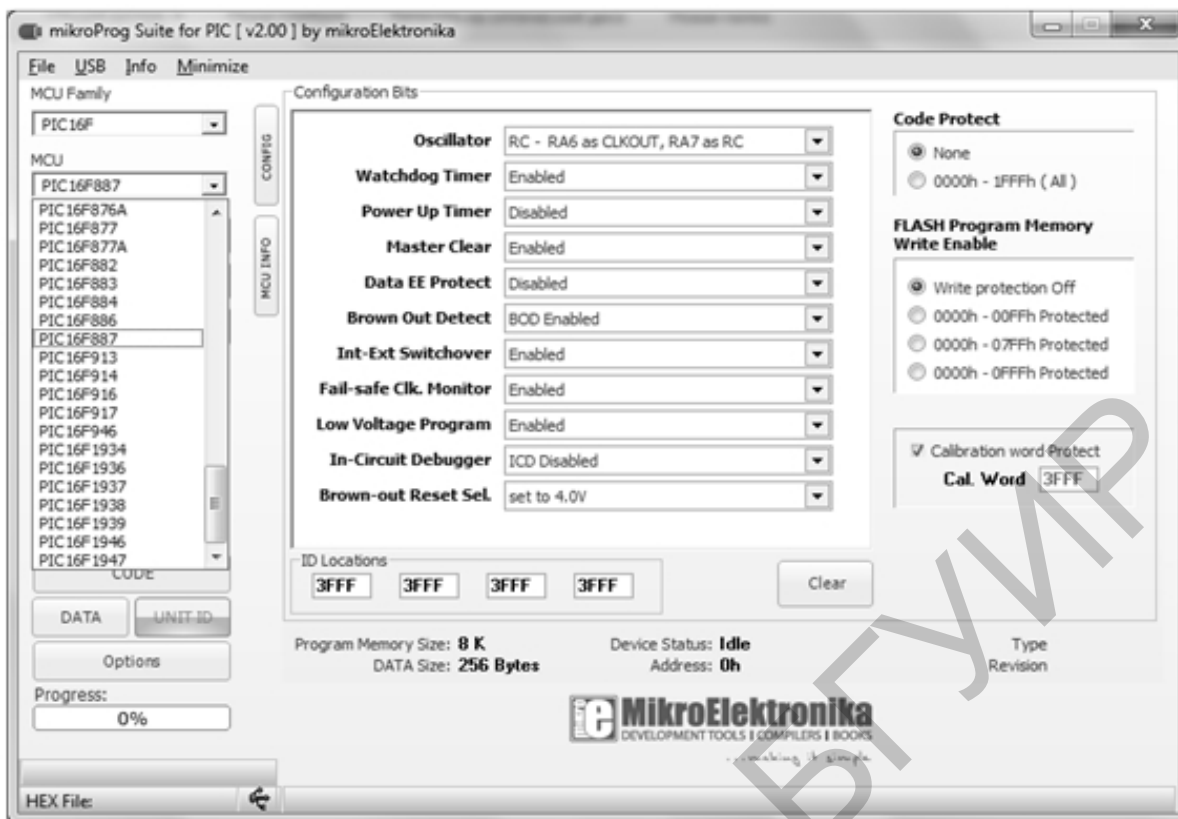 mikroProg Suite for PIC [ v2.00 ] by mikroElektronika
File USB Info Minimize
MCU Family
PIC16F
MCU
PIC16F887
PIC16F876A
PIC16F877
PIC16F877A
PIC16F882
PIC16F883
PIC16F884
PIC16F886
PIC16F887
PIC16F913
PIC16F914
PIC16F916
PIC16F917
PIC16F946
PIC16F1934
PIC16F1936
PIC16F1937
PIC16F1938
PIC16F1939
PIC16F1946
PIC16F1947
CODE
DATA UNIT ID
Options
Progress:
0%
CONFIG
MCU INFO
Configuration Bits
Oscillator RC - RA6 as CLKOUT, RA7 as RC
Watchdog Timer Enabled
Power Up Timer Disabled
Master Clear Enabled
Data EE Protect Disabled
Brown Out Detect BOD Enabled
Int-Ext Switchover Enabled
Fail-safe Clk. Monitor Enabled
Low Voltage Program Enabled
In-Circuit Debugger ICD Disabled
Brown-out Reset Sel. set to 4.0V
ID Locations
3FFF 3FFF 3FFF 3FFF
Clear
Code Protect
None
0000h - 1FFFh ( All )
FLASH Program Memory
Write Enable
Write protection Off
0000h - 00FFh Protected
0000h - 07FFh Protected
0000h - 0FFFh Protected
Calibration word Protect
Cal. Word 3FFF
Program Memory Size: 8 K Device Status: Idle Type
DATA Size: 256 Bytes Address: 0h Revision
MikroElektronika
DEVELOPMENT TOOLS | COMPILERS | BOOKS
...making it simple
HEX File:
БГУИР